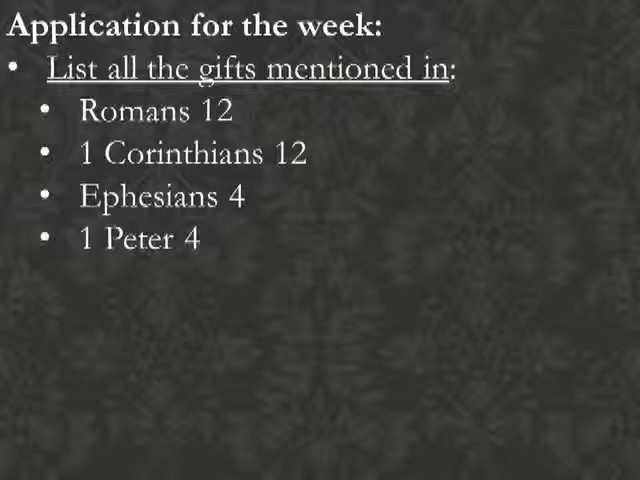 Application for the week:
• List all the gifts mentioned in:
• Romans 12
• 1 Corinthians 12
• Ephesians 4
• 1 Peter 4